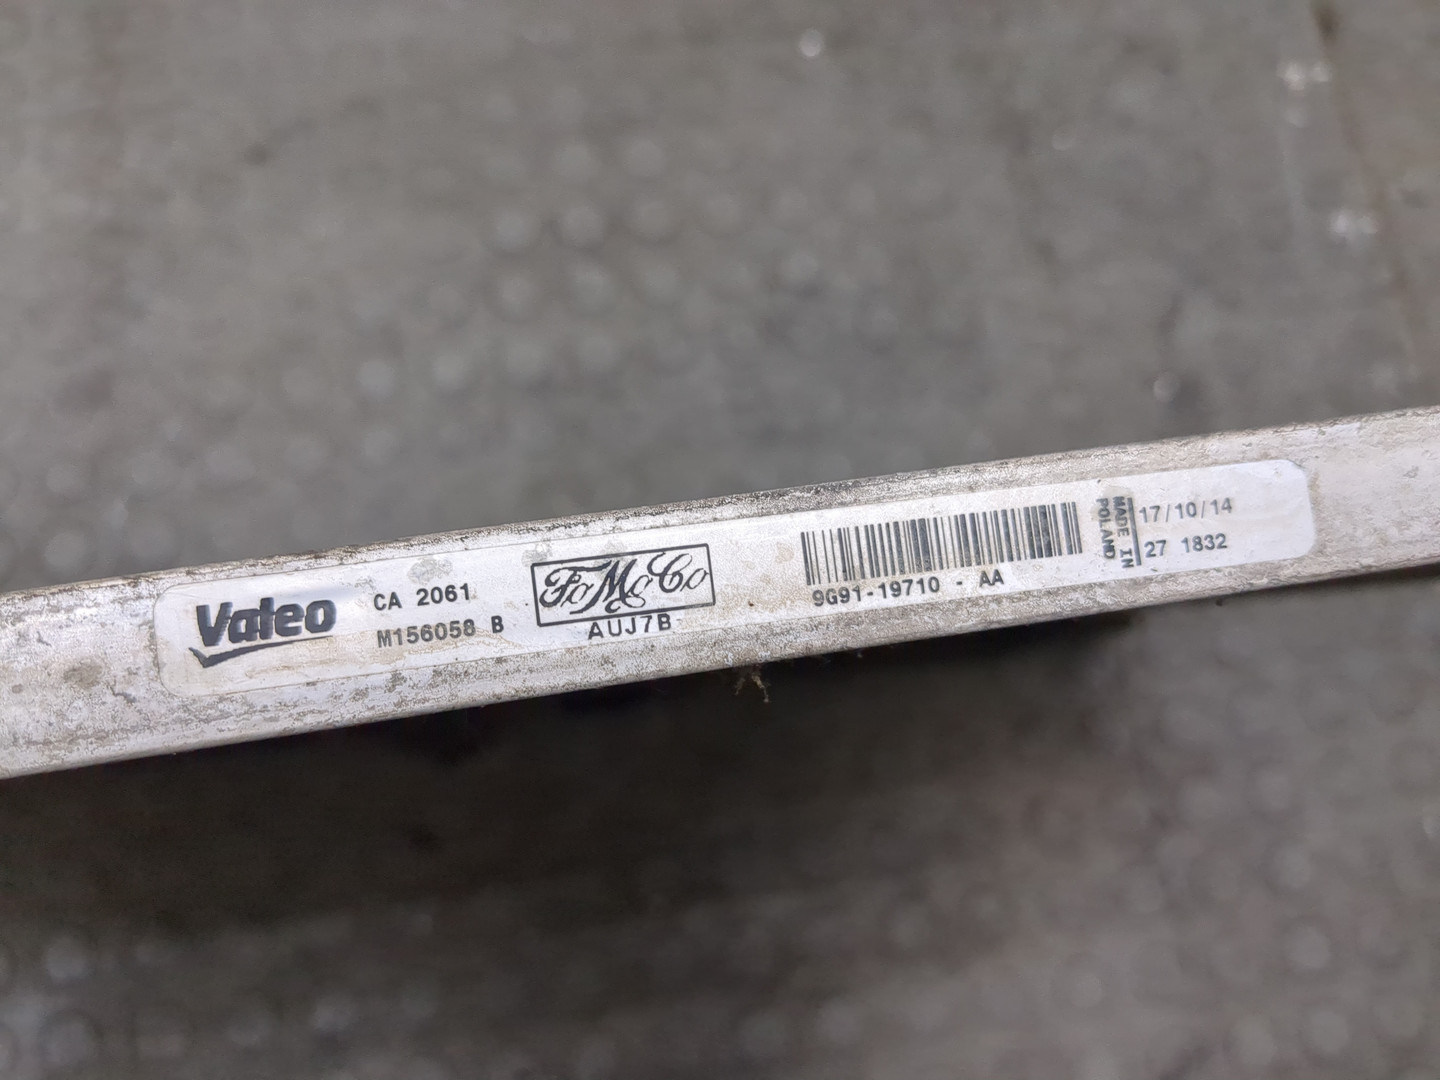 Valeo
CA 2061
M156058 B
FoMoCo
AUJ7B
9G91-19710 - AA
MADE IN
POLAND
17/10/14
27 1832